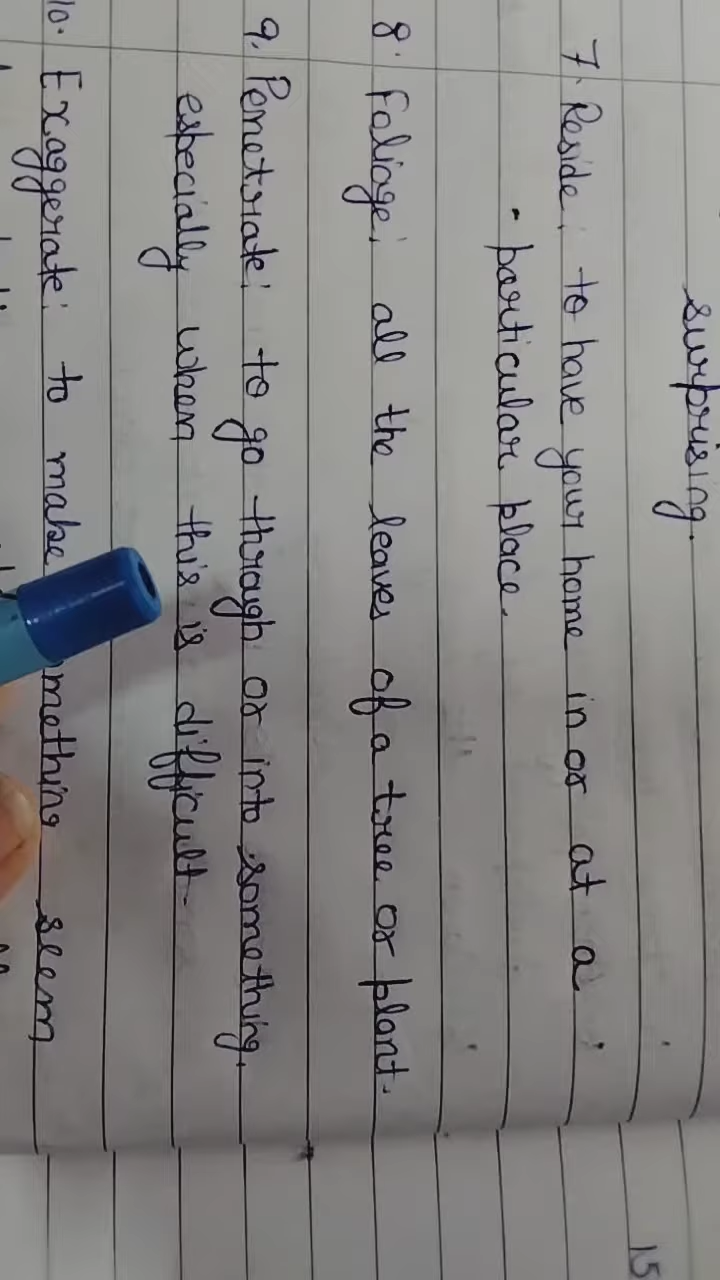 surprising.
7. Reside: to have your home in or at a
particular place.
8. Foliage: all the leaves of a tree or plant.
9. Penetrate: to go through or into something,
especially when this is difficult.
10. Exaggerate: to make mething seem
15